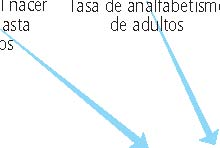 l nacer
asta
os
Tasa de analfabetismo
de adultos